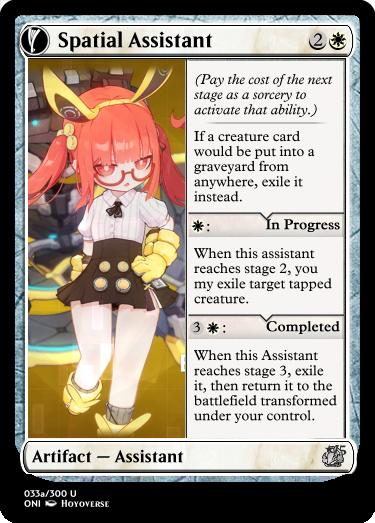 Spatial Assistant 2
(Pay the cost of the next
stage as a sorcery to
activate that ability.)
If a creature card
would be put into a
graveyard from
anywhere, exile it
instead.
: In Progress
When this assistant
reaches stage 2, you
my exile target tapped
creature.
3 : Completed
When this Assistant
reaches stage 3, exile
it, then return it to the
battlefield transformed
under your control.
Artifact — Assistant
033a/300 U
ONI Hoyoverse